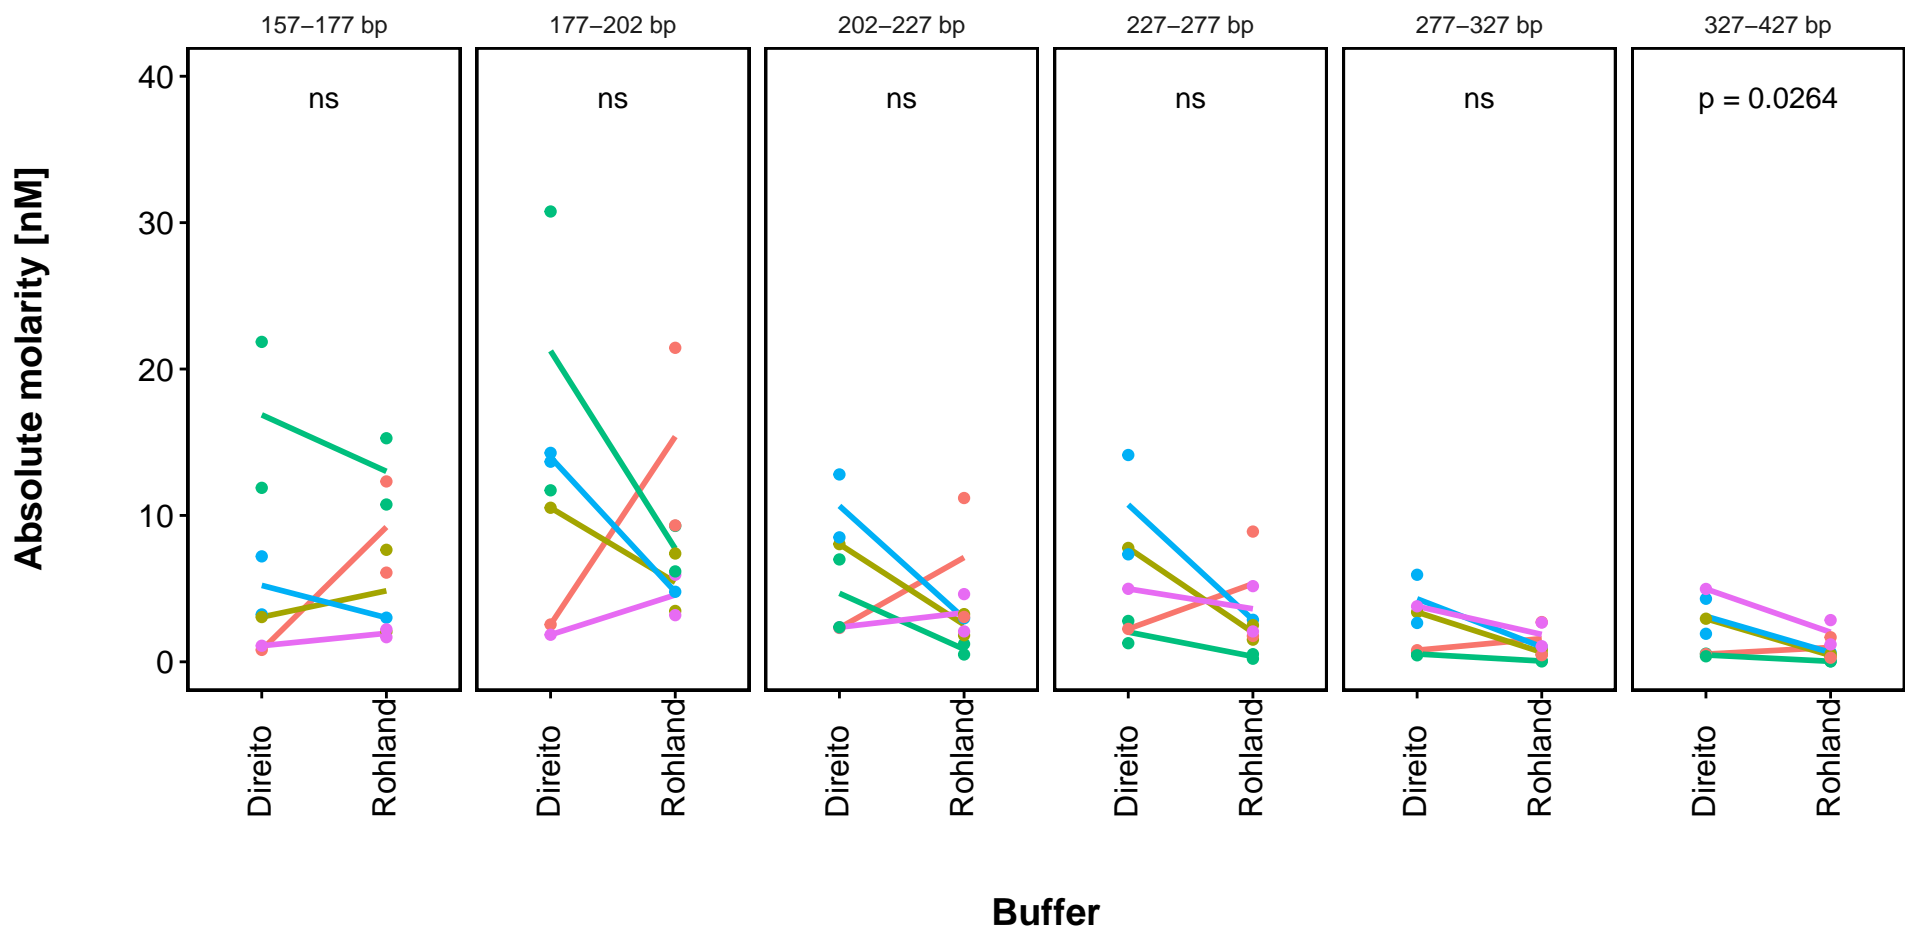 157–177 bp
177–202 bp
202–227 bp
227–277 bp
277–327 bp
327–427 bp
40
30
20
10
0
ns
ns
ns
ns
ns
p = 0.0264
Absolute molarity [nM]
Direito
Rohland
Direito
Rohland
Direito
Rohland
Direito
Rohland
Direito
Rohland
Direito
Rohland
Buffer